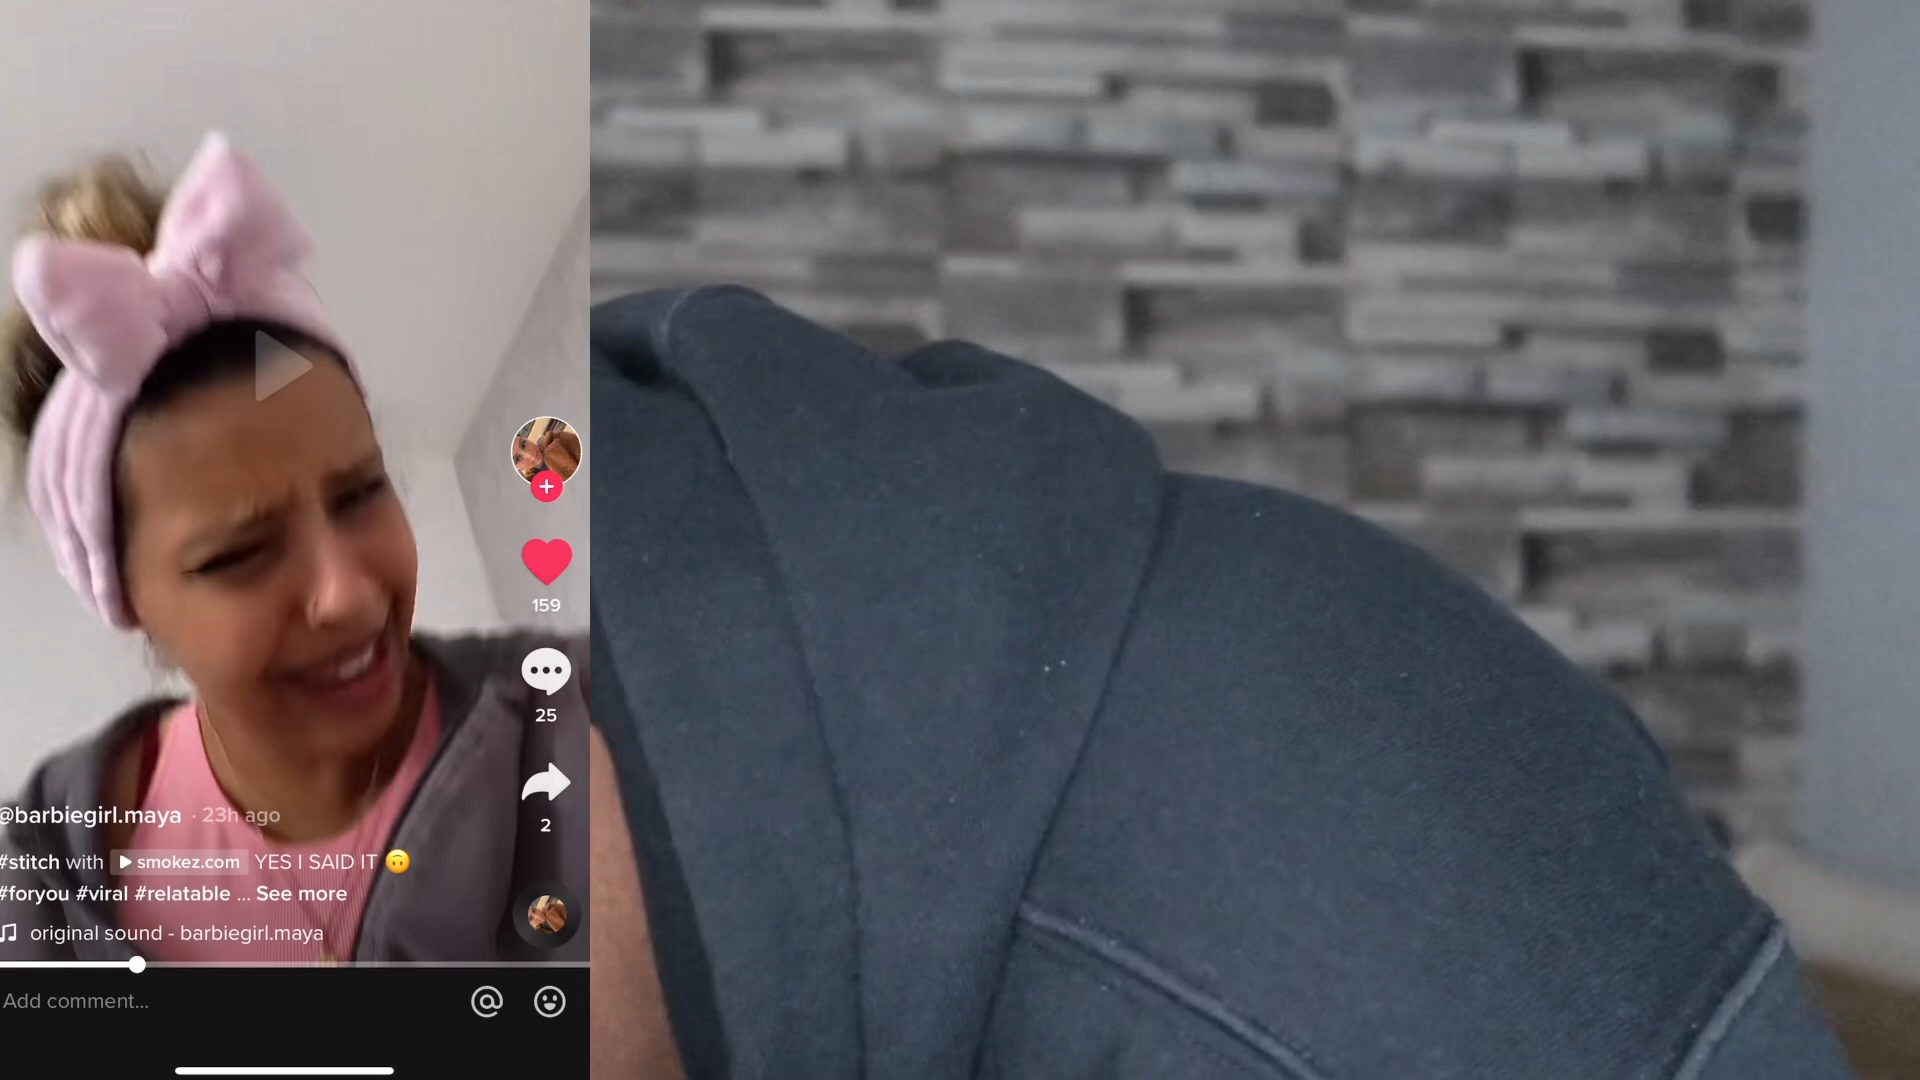 159
25
2
@barbiegirl.maya · 23h ago
#stitch with ▶ smokez.com YES I SAID IT 🙃
#foryou #viral #relatable ... See more
original sound - barbiegirl.maya
Add comment...